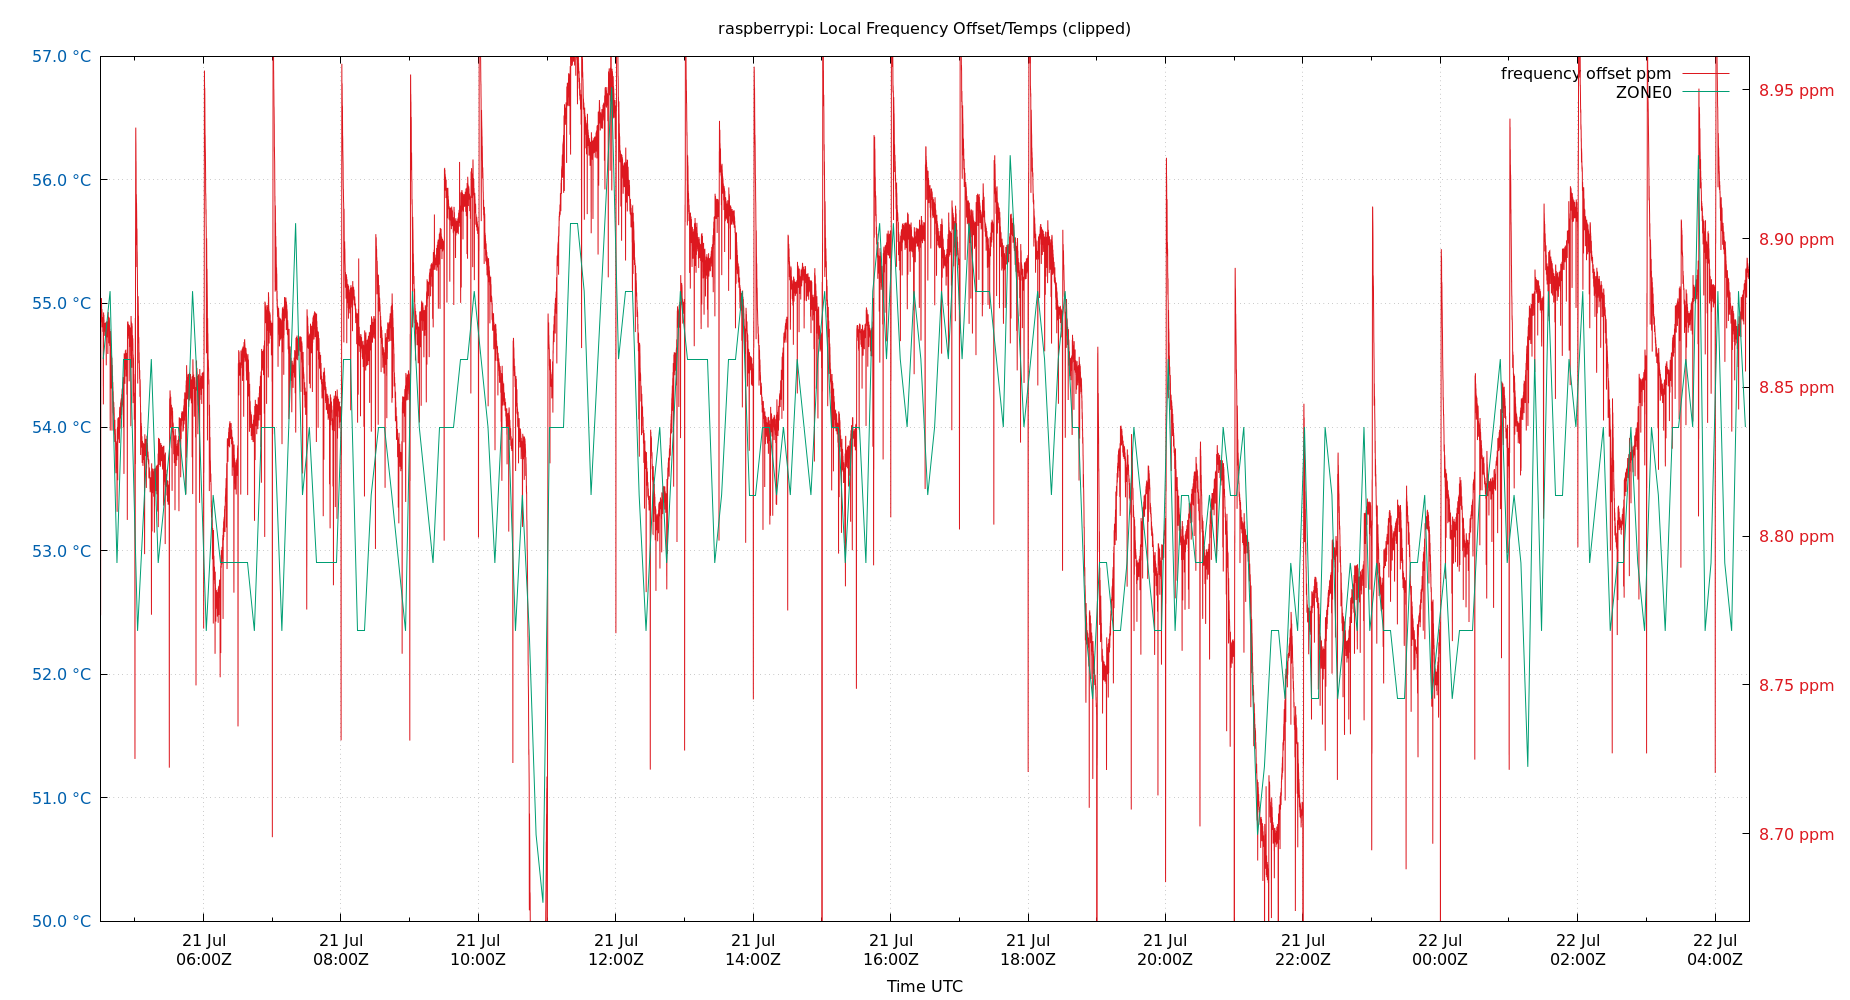 raspberrypi: Local Frequency Offset/Temps (clipped)
57.0 °C
56.0 °C
55.0 °C
54.0 °C
53.0 °C
52.0 °C
51.0 °C
50.0 °C
frequency offset ppm
ZONE0
8.95 ppm
8.90 ppm
8.85 ppm
8.80 ppm
8.75 ppm
8.70 ppm
21 Jul
06:00Z
21 Jul
08:00Z
21 Jul
10:00Z
21 Jul
12:00Z
21 Jul
14:00Z
21 Jul
16:00Z
21 Jul
18:00Z
21 Jul
20:00Z
21 Jul
22:00Z
22 Jul
00:00Z
22 Jul
02:00Z
22 Jul
04:00Z
Time UTC